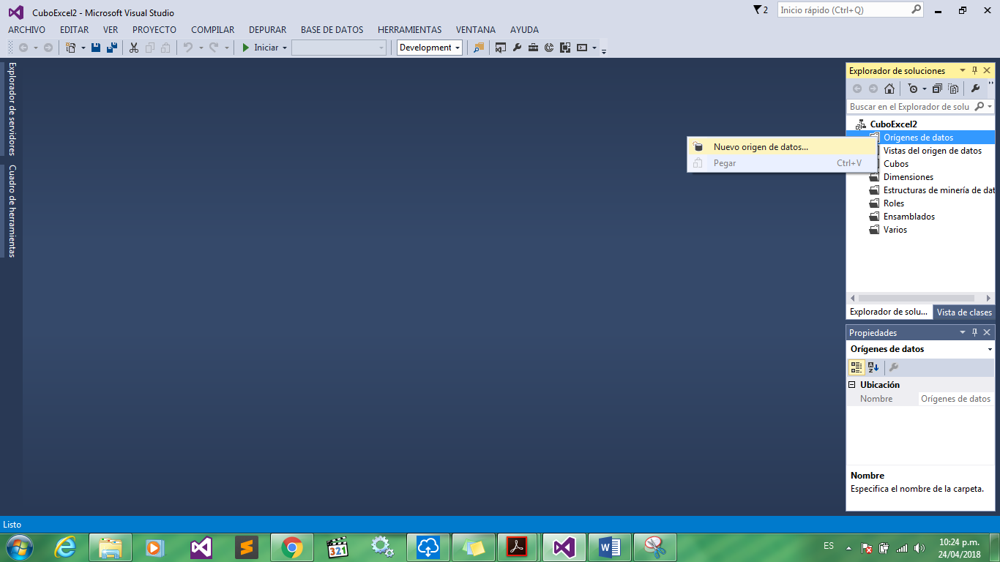 CuboExcel2 - Microsoft Visual Studio
2
Inicio rápido (Ctrl+Q)
ARCHIVO EDITAR VER PROYECTO COMPILAR DEPURAR BASE DE DATOS HERRAMIENTAS VENTANA AYUDA
Iniciar
Development
Explorador de servidores
Cuadro de herramientas
Explorador de soluciones
Buscar en el Explorador de solu
CuboExcel2
Orígenes de datos
Nuevo origen de datos...
Pegar Ctrl+V
Vistas del origen de datos
Cubos
Dimensiones
Estructuras de minería de dat
Roles
Ensamblados
Varios
Explorador de solu... Vista de clases
Propiedades
Orígenes de datos
Ubicación
Nombre Orígenes de datos
Nombre
Especifica el nombre de la carpeta.
Listo
321
ES
10:24 p.m.
24/04/2018